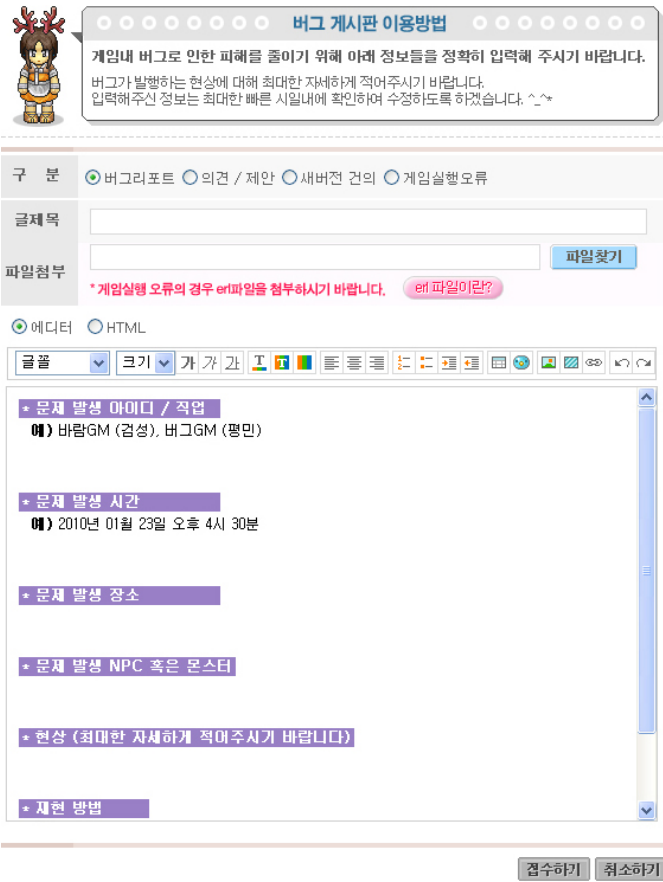 버그 게시판 이용방법
게임내 버그로 인한 피해를 줄이기 위해 아래 정보들을 정확히 입력해 주시기 바랍니다.
버그가 발행하는 현상에 대해 최대한 자세하게 적어주시기 바랍니다.
입력해주신 정보는 최대한 빠른 시일내에 확인하여 수정하도록 하겠습니다. ^_^*
구 분 버그리포트 의견 / 제안 새버전 건의 게임실행오류
글제목
파일첨부 파일찾기
* 게임실행 오류의 경우 erl파일을 첨부하시기 바랍니다. erl 파일이란?
에디터 HTML
글꼴 크기 가 가 가 T T
* 문제 발생 아이디 / 직업
예) 바람GM (검성), 버그GM (평민)
* 문제 발생 시간
예) 2010년 01월 23일 오후 4시 30분
* 문제 발생 장소
* 문제 발생 NPC 혹은 몬스터
* 현상 (최대한 자세하게 적어주시기 바랍니다)
* 재현 방법
접수하기 취소하기